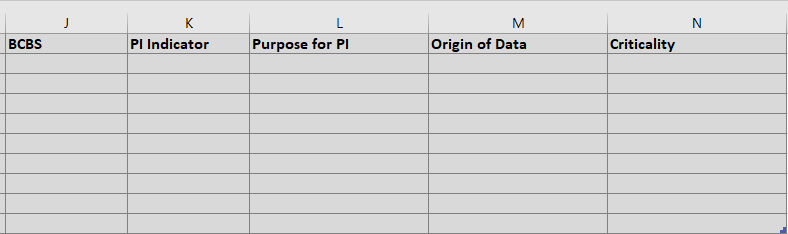 J K L M N
BCBS PI Indicator Purpose for PI Origin of Data Criticality